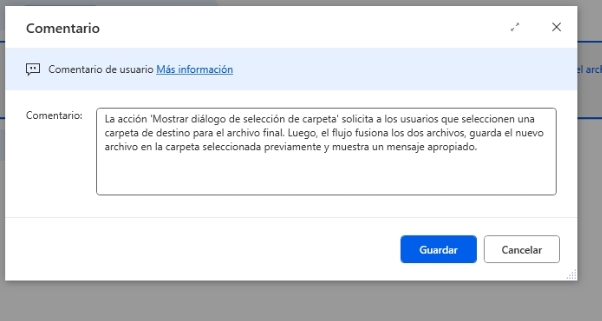 Comentario
Comentario de usuario Más información
el arch
Comentario:
La acción 'Mostrar diálogo de selección de carpeta' solicita a los usuarios que seleccionen una
carpeta de destino para el archivo final. Luego, el flujo fusiona los dos archivos, guarda el nuevo
archivo en la carpeta seleccionada previamente y muestra un mensaje apropiado.
Guardar
Cancelar